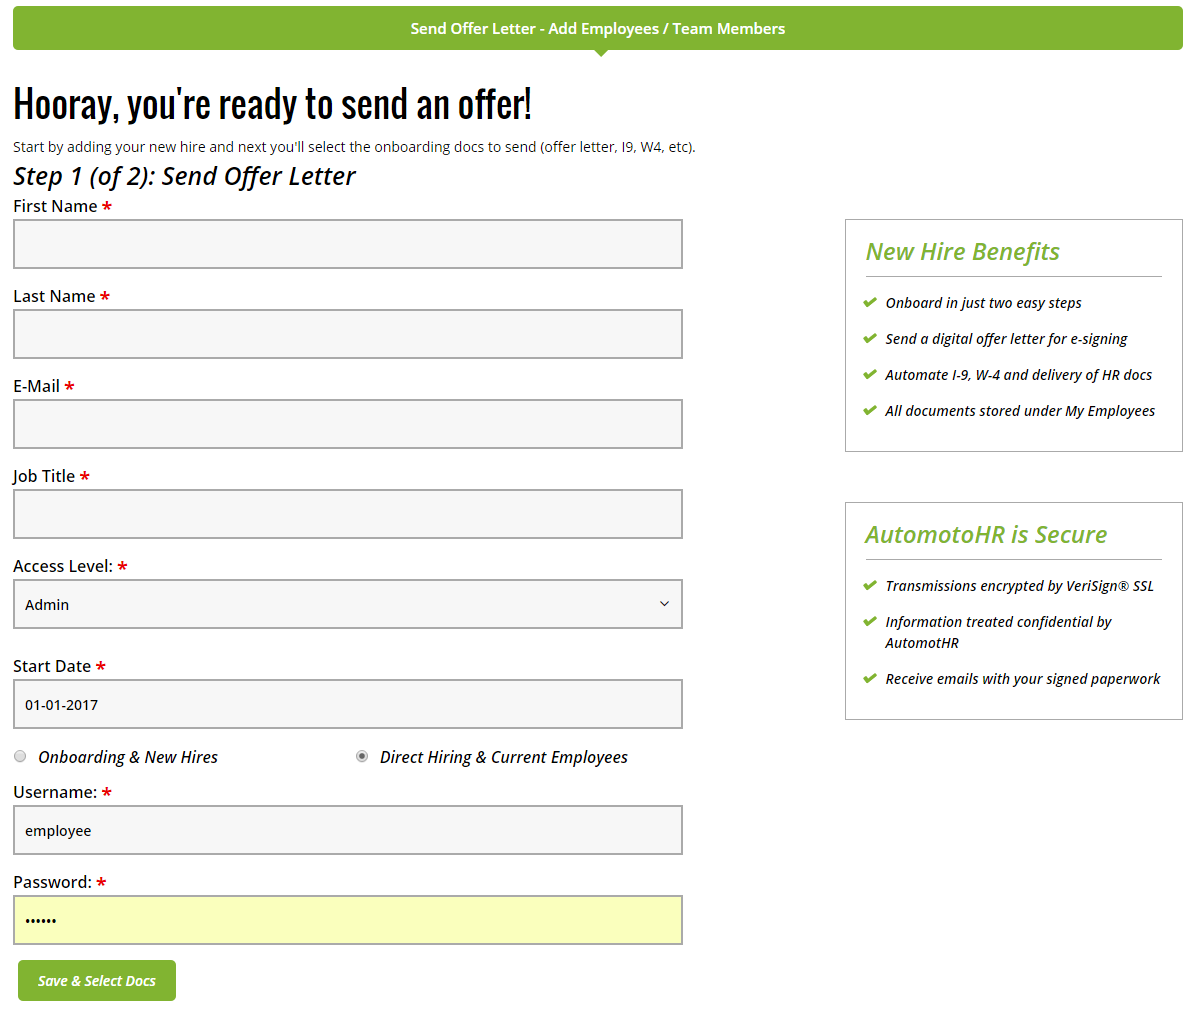 Send Offer Letter - Add Employees / Team Members
Hooray, you're ready to send an offer!
Start by adding your new hire and next you'll select the onboarding docs to send (offer letter, I9, W4, etc).
Step 1 (of 2): Send Offer Letter
First Name *
Last Name *
E-Mail *
Job Title *
Access Level: *
Admin
Start Date *
01-01-2017
Onboarding & New Hires
Direct Hiring & Current Employees
Username: *
employee
Password: *
••••••
Save & Select Docs
New Hire Benefits
Onboard in just two easy steps
Send a digital offer letter for e-signing
Automate I-9, W-4 and delivery of HR docs
All documents stored under My Employees
AutomotoHR is Secure
Transmissions encrypted by VeriSign® SSL
Information treated confidential by
AutomotHR
Receive emails with your signed paperwork